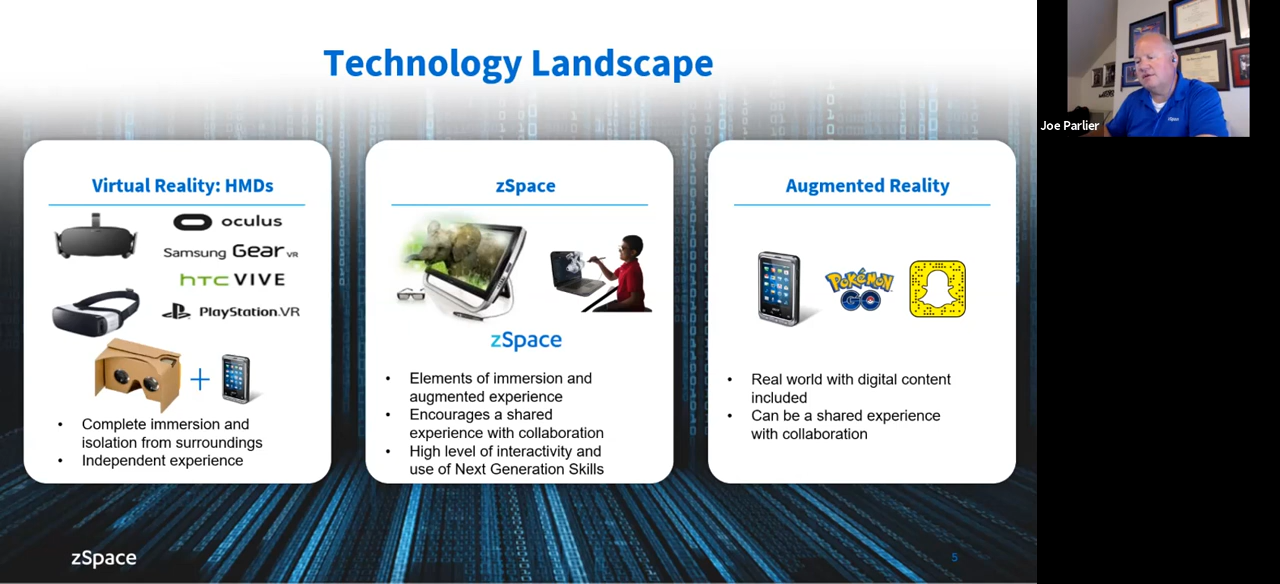 Technology Landscape
Virtual Reality: HMDs
oculus
Samsung Gear VR
htc VIVE
PlayStation.VR
• Complete immersion and
isolation from surroundings
• Independent experience
zSpace
zSpace
• Elements of immersion and
augmented experience
• Encourages a shared
experience with collaboration
• High level of interactivity and
use of Next Generation Skills
Augmented Reality
POKÉMON
GO
• Real world with digital content
included
• Can be a shared experience
with collaboration
zSpace
5
Joe Parlier